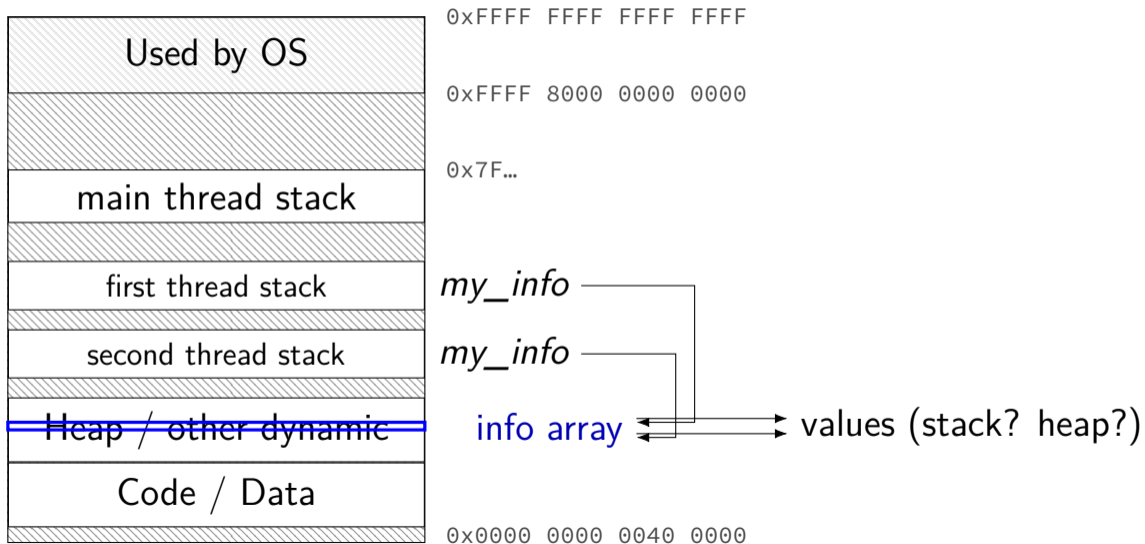 0xFFFF FFFF FFFF FFFF
Used by OS
0xFFFF 8000 0000 0000
0x7F…
main thread stack
first thread stack
my_info
second thread stack
my_info
Heap / other dynamic
info array
values (stack? heap?)
Code / Data
0x0000 0000 0040 0000